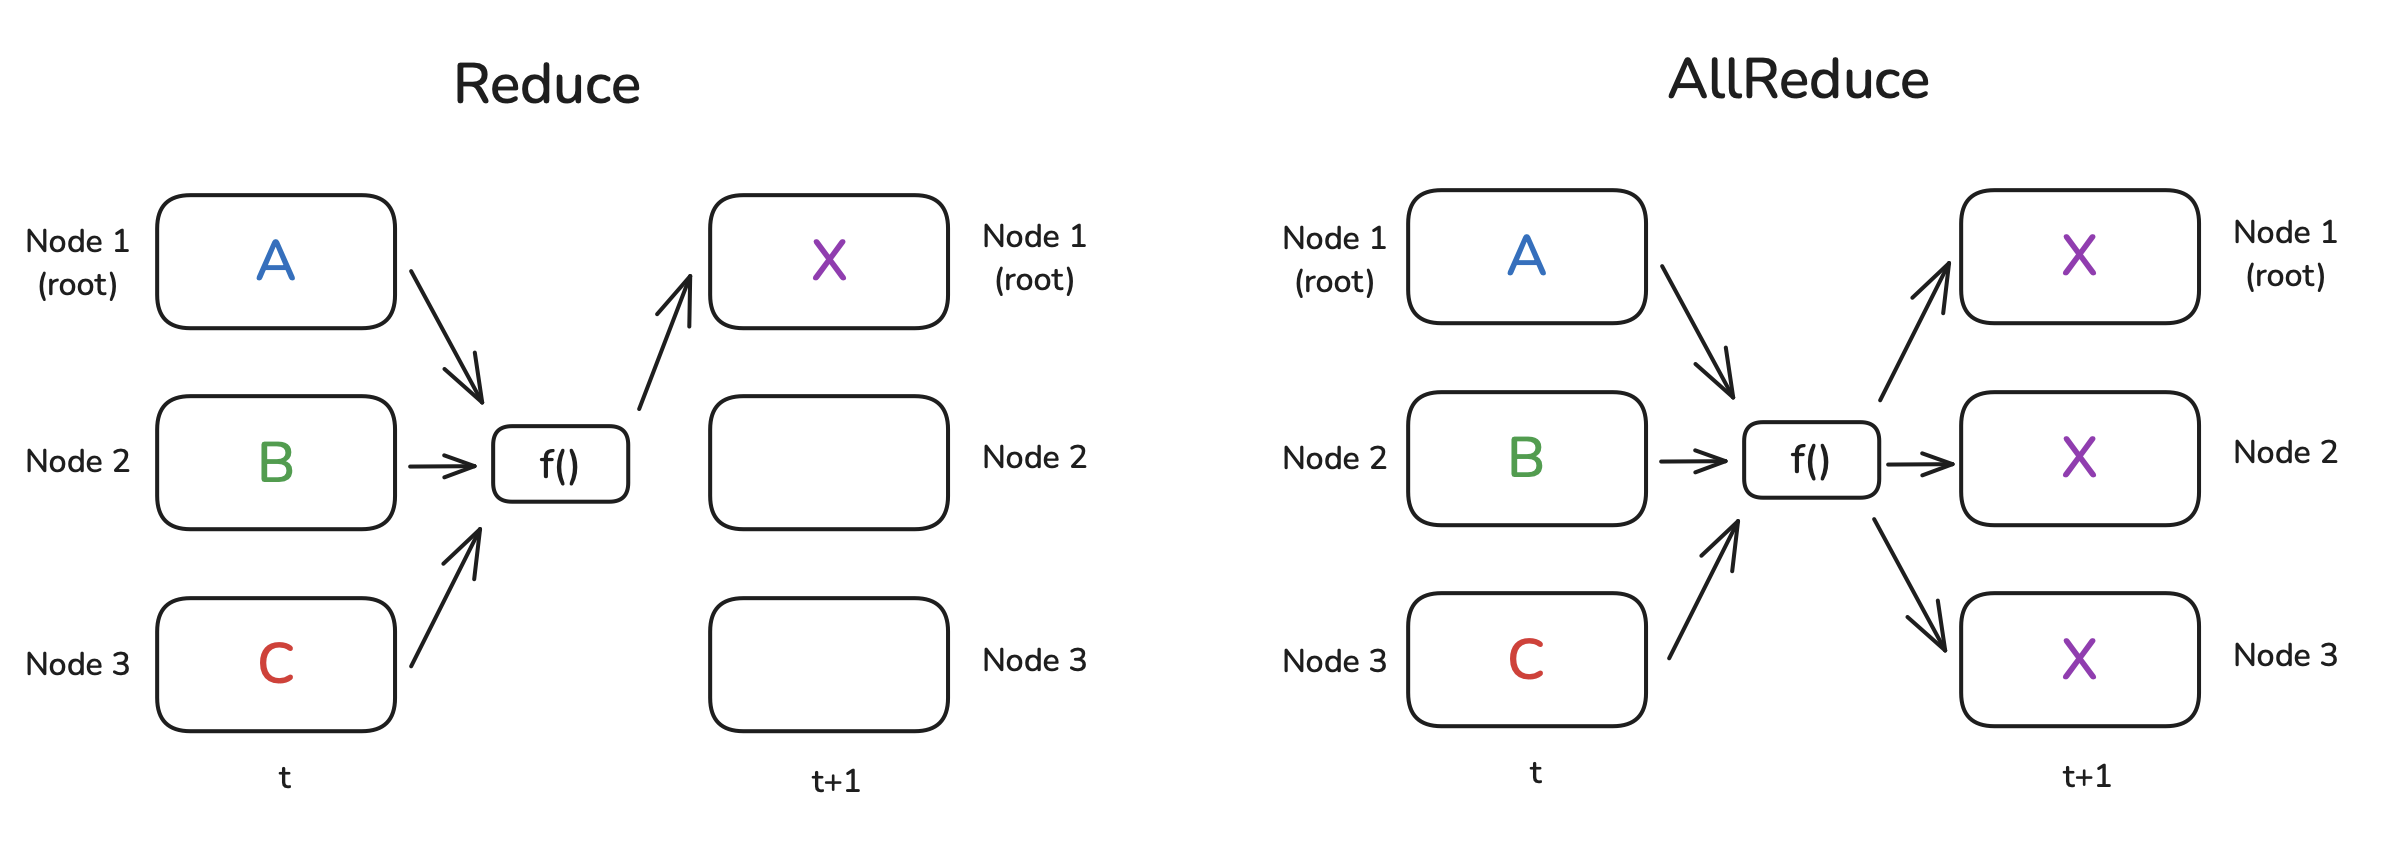 Reduce
Node 1
(root)
A
X
Node 1
(root)
Node 2
B
f()
Node 2
Node 3
C
Node 3
t
t+1
AllReduce
Node 1
(root)
A
X
Node 1
(root)
Node 2
B
f()
X
Node 2
Node 3
C
X
Node 3
t
t+1